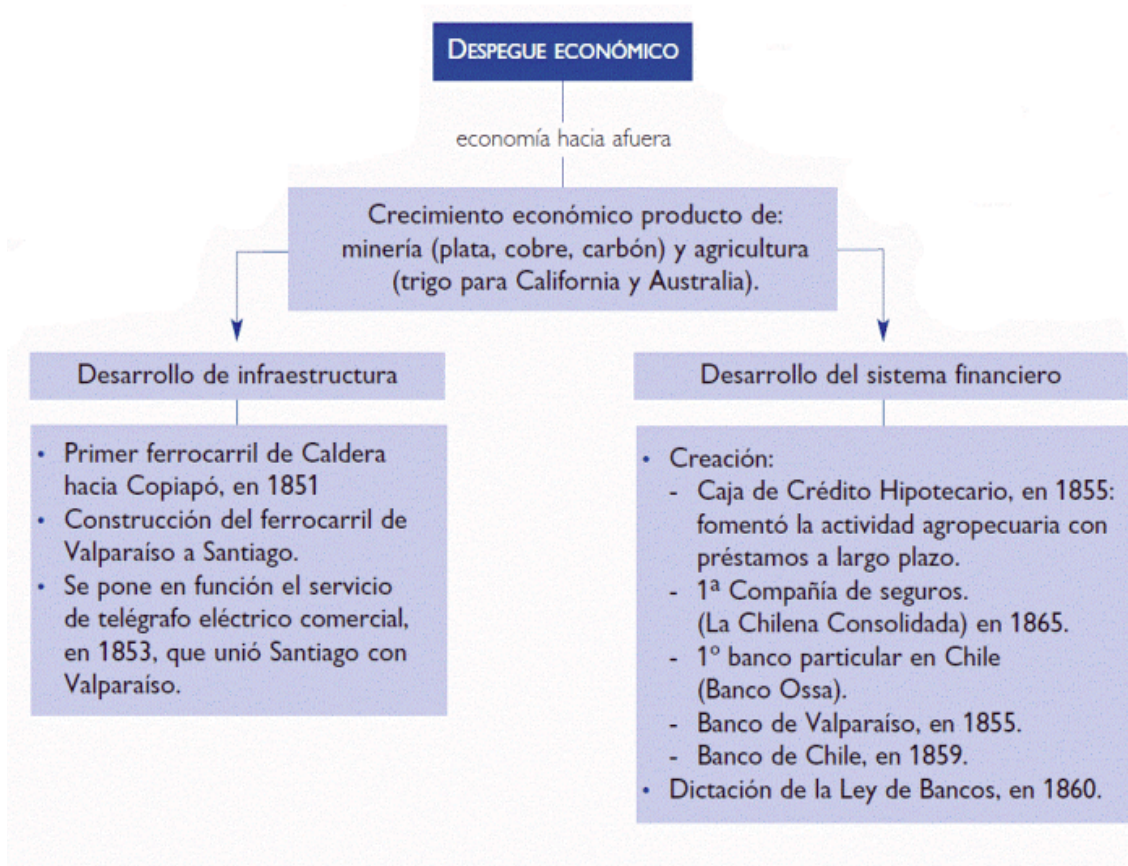 DESPEGUE ECONÓMICO
economía hacia afuera
Crecimiento económico producto de:
minería (plata, cobre, carbón) y agricultura
(trigo para California y Australia).
Desarrollo de infraestructura
• Primer ferrocarril de Caldera
hacia Copiapó, en 1851
• Construcción del ferrocarril de
Valparaíso a Santiago.
• Se pone en función el servicio
de telégrafo eléctrico comercial,
en 1853, que unió Santiago con
Valparaíso.
Desarrollo del sistema financiero
• Creación:
- Caja de Crédito Hipotecario, en 1855:
fomentó la actividad agropecuaria con
préstamos a largo plazo.
- 1ª Compañía de seguros.
(La Chilena Consolidada) en 1865.
- 1º banco particular en Chile
(Banco Ossa).
- Banco de Valparaíso, en 1855.
- Banco de Chile, en 1859.
• Dictación de la Ley de Bancos, en 1860.